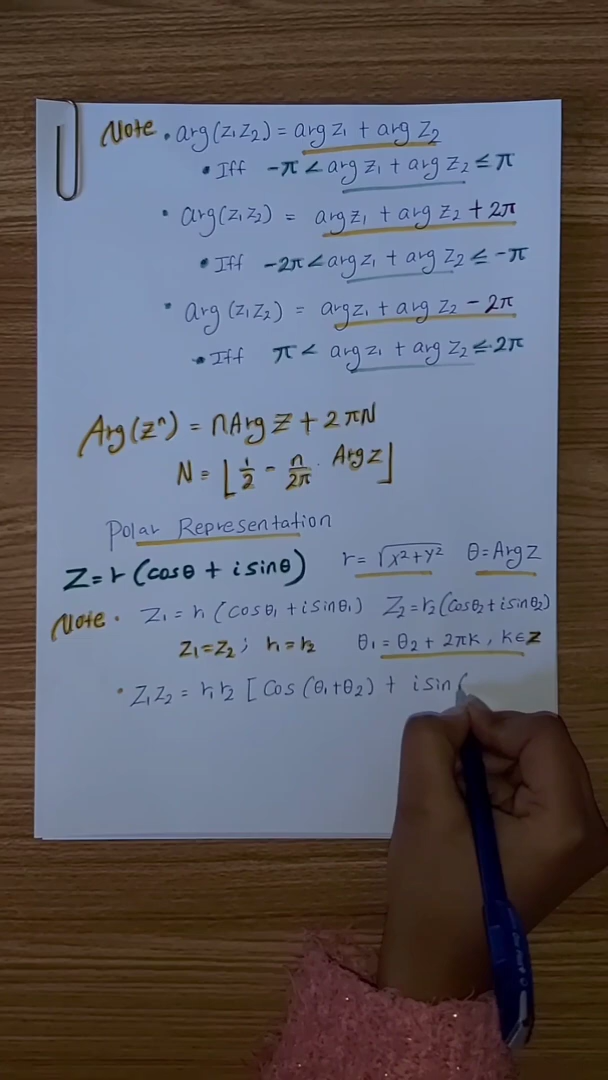 Note • arg(z₁z₂) = arg z₁ + arg z₂
• Iff -π < arg z₁ + arg z₂ ≤ π
• arg(z₁z₂) = arg z₁ + arg z₂ + 2π
• Iff -2π < arg z₁ + arg z₂ ≤ -π
• arg(z₁z₂) = arg z₁ + arg z₂ - 2π
• Iff π < arg z₁ + arg z₂ ≤ 2π
Arg(zⁿ) = n Arg z + 2πN
N = ⌊1/2 - n/2π · Arg z⌋
Polar Representation
Z = r (cosθ + i sinθ) r = √x²+y² θ = Arg z
Note • Z₁ = r₁ (cosθ₁ + i sinθ₁) Z₂ = r₂ (cosθ₂ + i sinθ₂)
Z₁ = Z₂ ; r₁ = r₂ θ₁ = θ₂ + 2πk, k ∈ Z
• Z₁Z₂ = r₁r₂ [ Cos (θ₁+θ₂) + i sin (